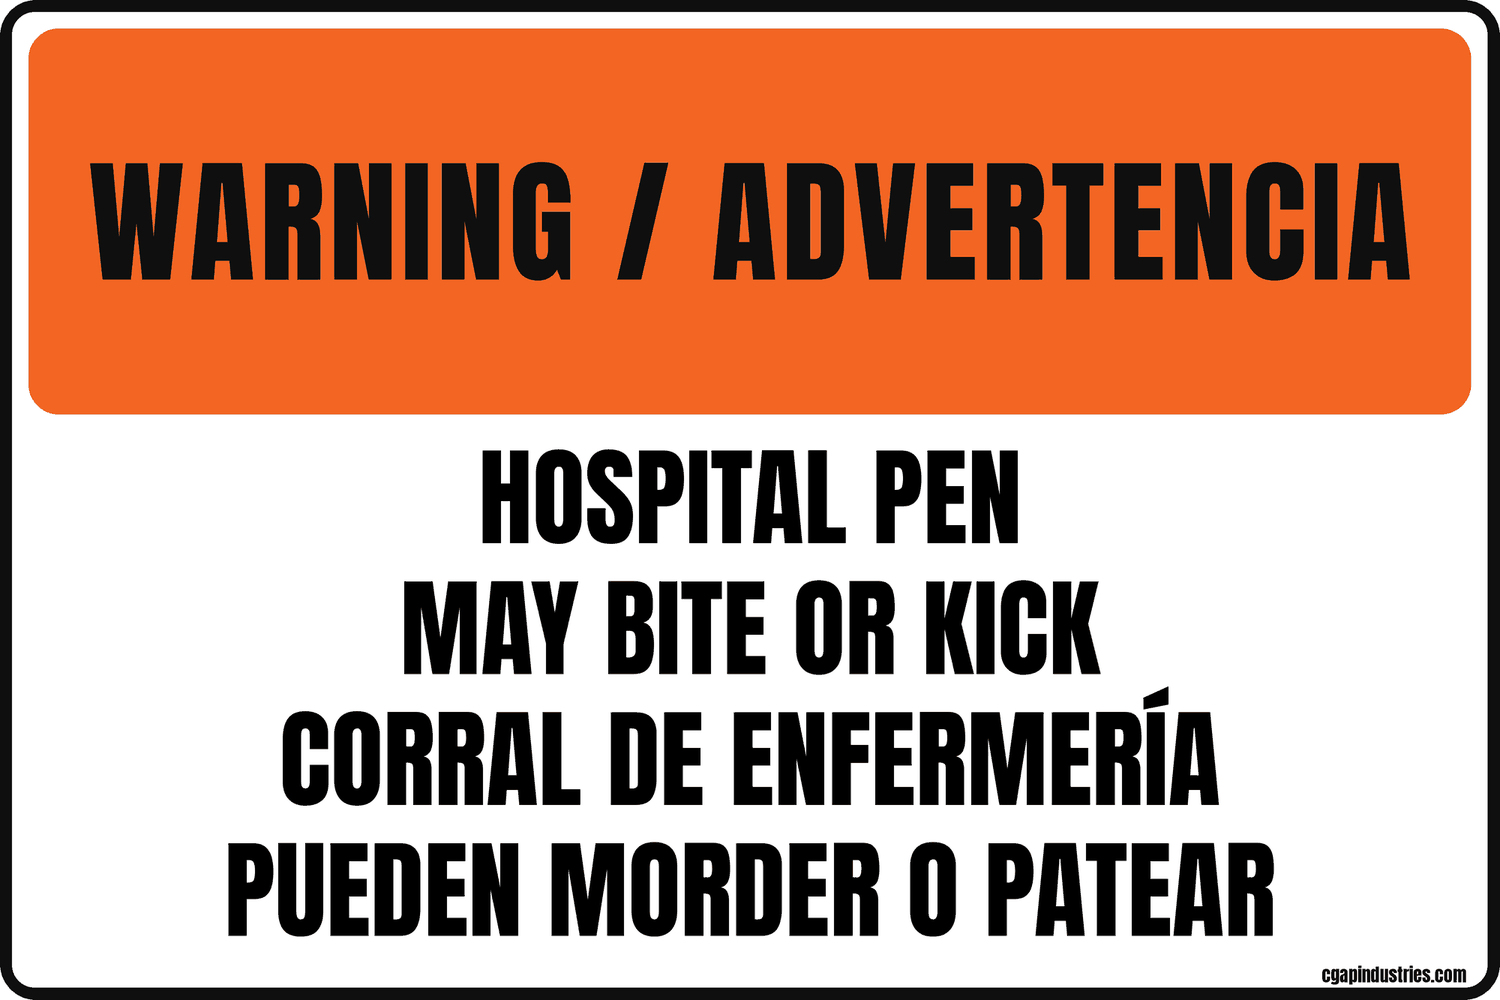 WARNING / ADVERTENCIA
HOSPITAL PEN
MAY BITE OR KICK
CORRAL DE ENFERMERÍA
PUEDEN MORDER O PATEAR
cgapindustries.com